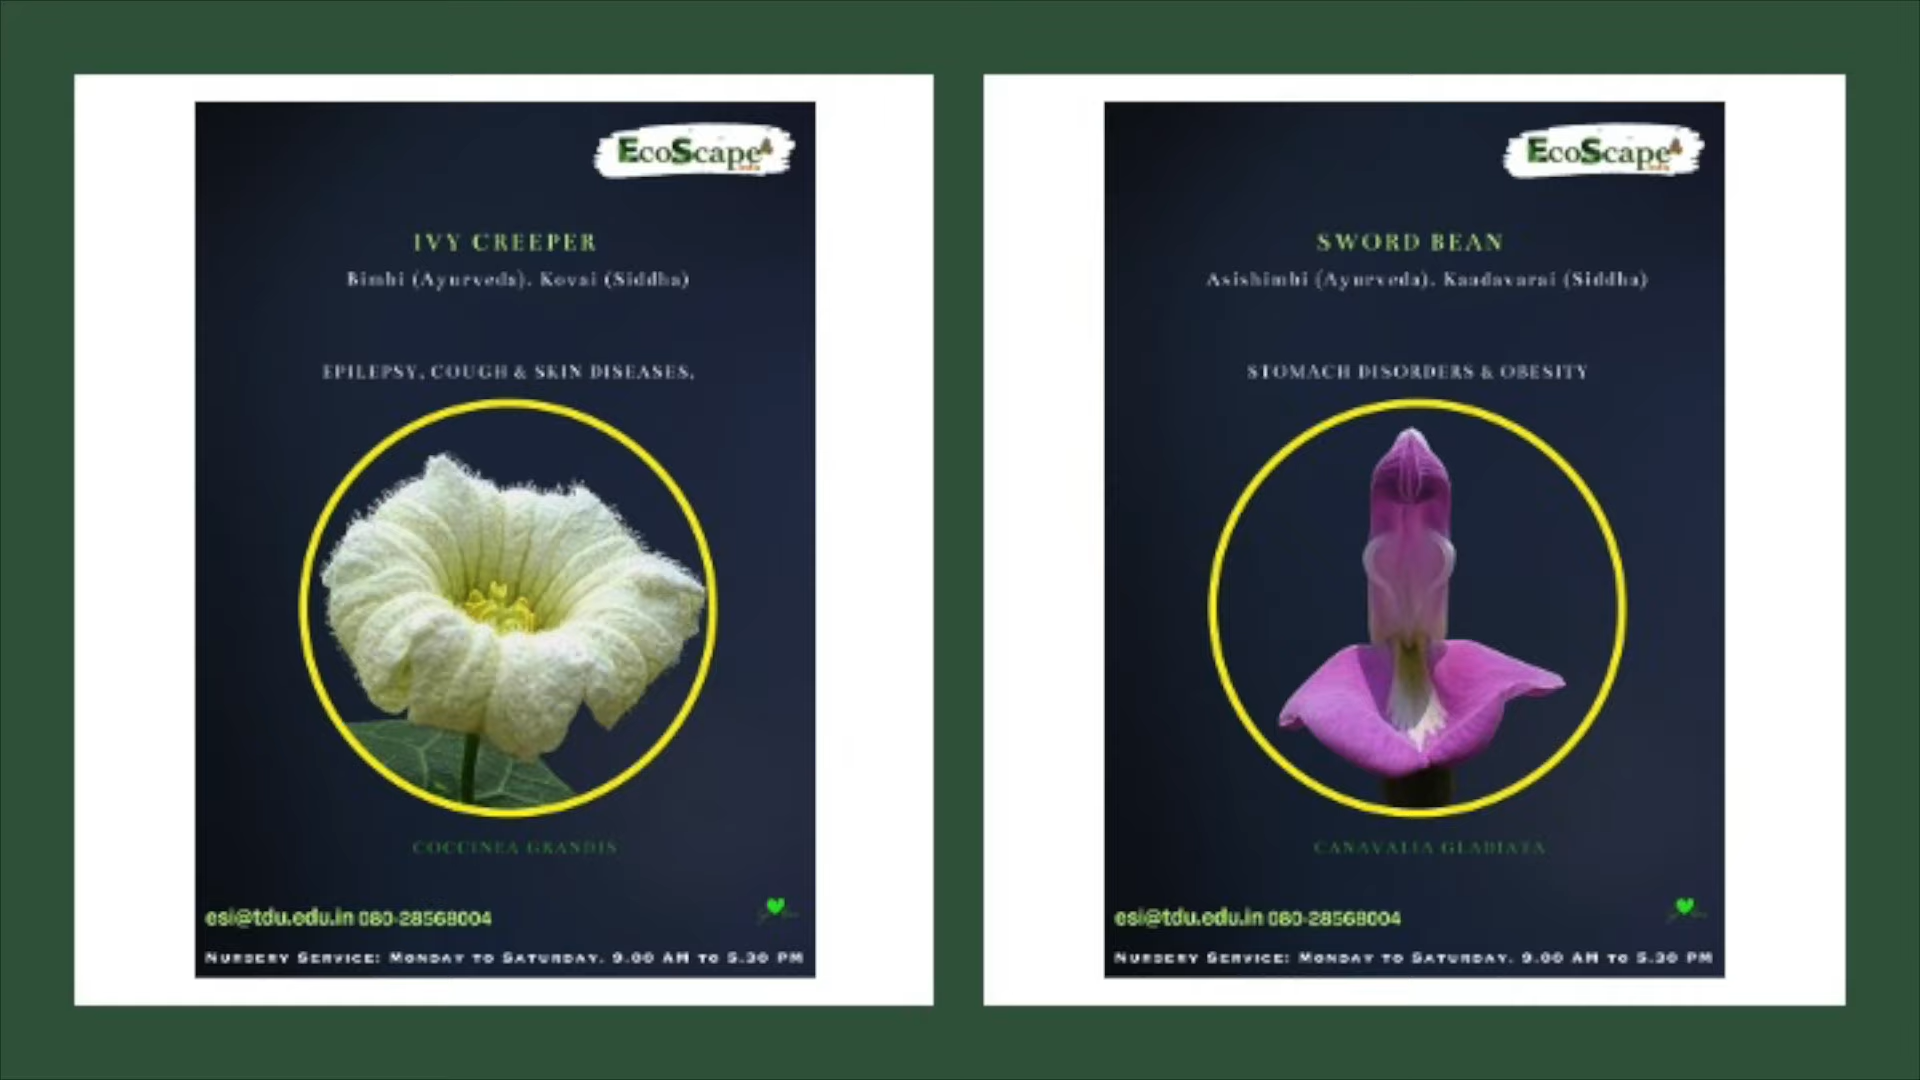 EcoScape
IVY CREEPER
Bimbi (Ayurveda). Kovai (Siddha)
EPILEPSY, COUGH & SKIN DISEASES,
COCCINEA GRANDIS
esi@tdu.edu.in 080-28568004
NURSERY SERVICE: MONDAY TO SATURDAY. 9.00 AM TO 5.30 PM
EcoScape
SWORD BEAN
Asishimbi (Ayurveda). Kaadavarai (Siddha)
STOMACH DISORDERS & OBESITY
CANAVALIA GLADIATA
esi@tdu.edu.in 080-28568004
NURSERY SERVICE: MONDAY TO SATURDAY. 9.00 AM TO 5.30 PM